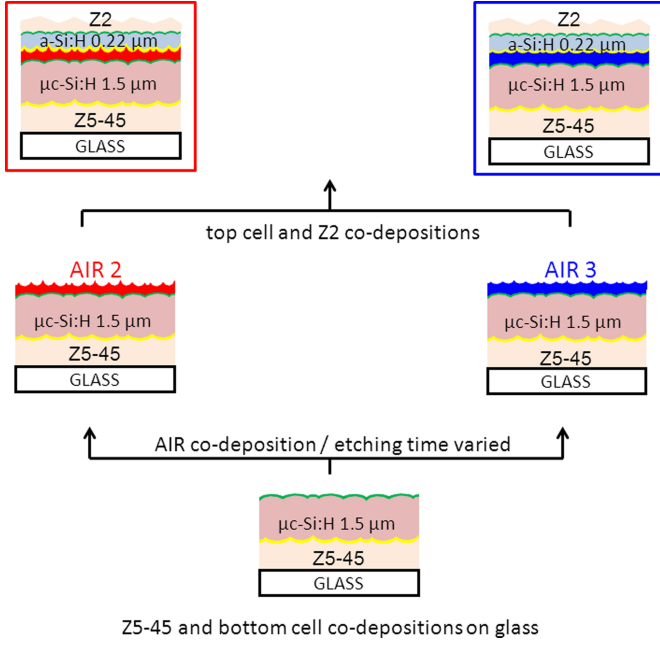 Z2
a-Si:H 0.22 µm
µc-Si:H 1.5 µm
Z5-45
GLASS
Z2
a-Si:H 0.22 µm
µc-Si:H 1.5 µm
Z5-45
GLASS
top cell and Z2 co-depositions
AIR 2
µc-Si:H 1.5 µm
Z5-45
GLASS
AIR 3
µc-Si:H 1.5 µm
Z5-45
GLASS
AIR co-deposition / etching time varied
µc-Si:H 1.5 µm
Z5-45
GLASS
Z5-45 and bottom cell co-depositions on glass